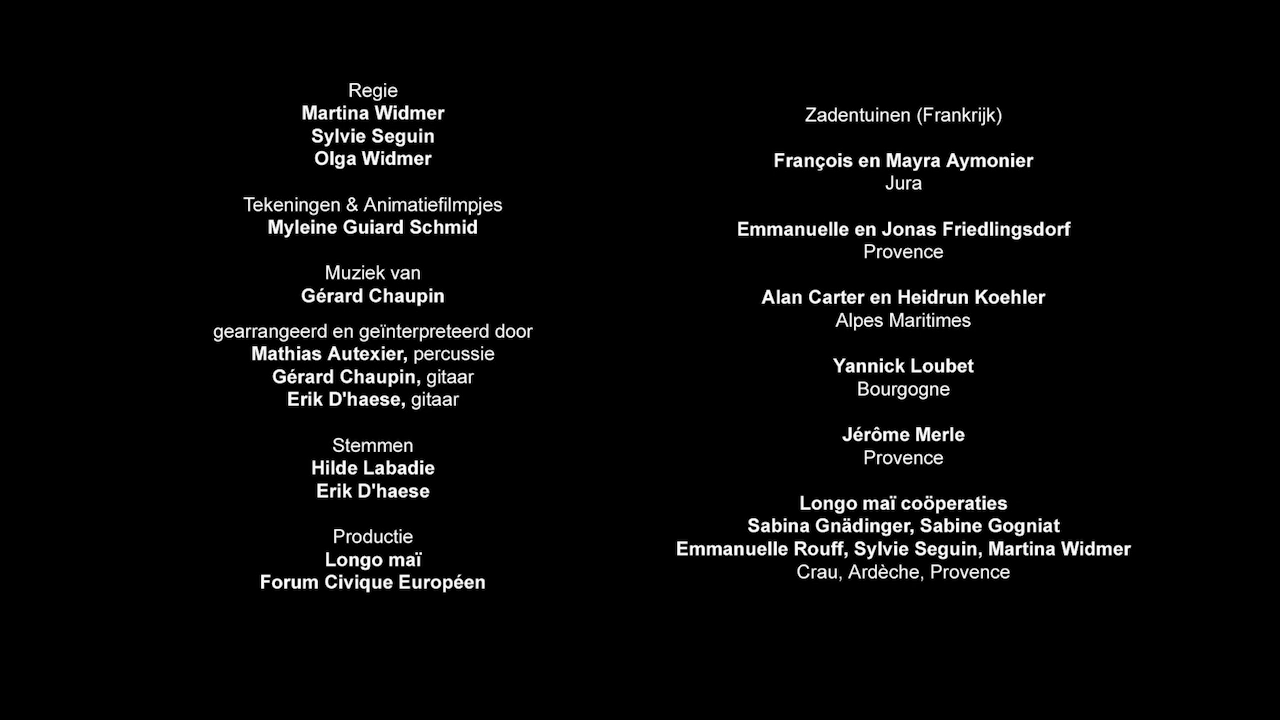 Regie
Martina Widmer
Sylvie Seguin
Olga Widmer
Tekeningen & Animatiefilmpjes
Myleine Guiard Schmid
Muziek van
Gérard Chaupin
gearrangeerd en geïnterpreteerd door
Mathias Autexier, percussie
Gérard Chaupin, gitaar
Erik D'haese, gitaar
Stemmen
Hilde Labadie
Erik D'haese
Productie
Longo maï
Forum Civique Européen
Zadentuinen (Frankrijk)
François en Mayra Aymonier
Jura
Emmanuelle en Jonas Friedlingsdorf
Provence
Alan Carter en Heidrun Koehler
Alpes Maritimes
Yannick Loubet
Bourgogne
Jérôme Merle
Provence
Longo maï coöperaties
Sabina Gnädinger, Sabine Gogniat
Emmanuelle Rouff, Sylvie Seguin, Martina Widmer
Crau, Ardèche, Provence